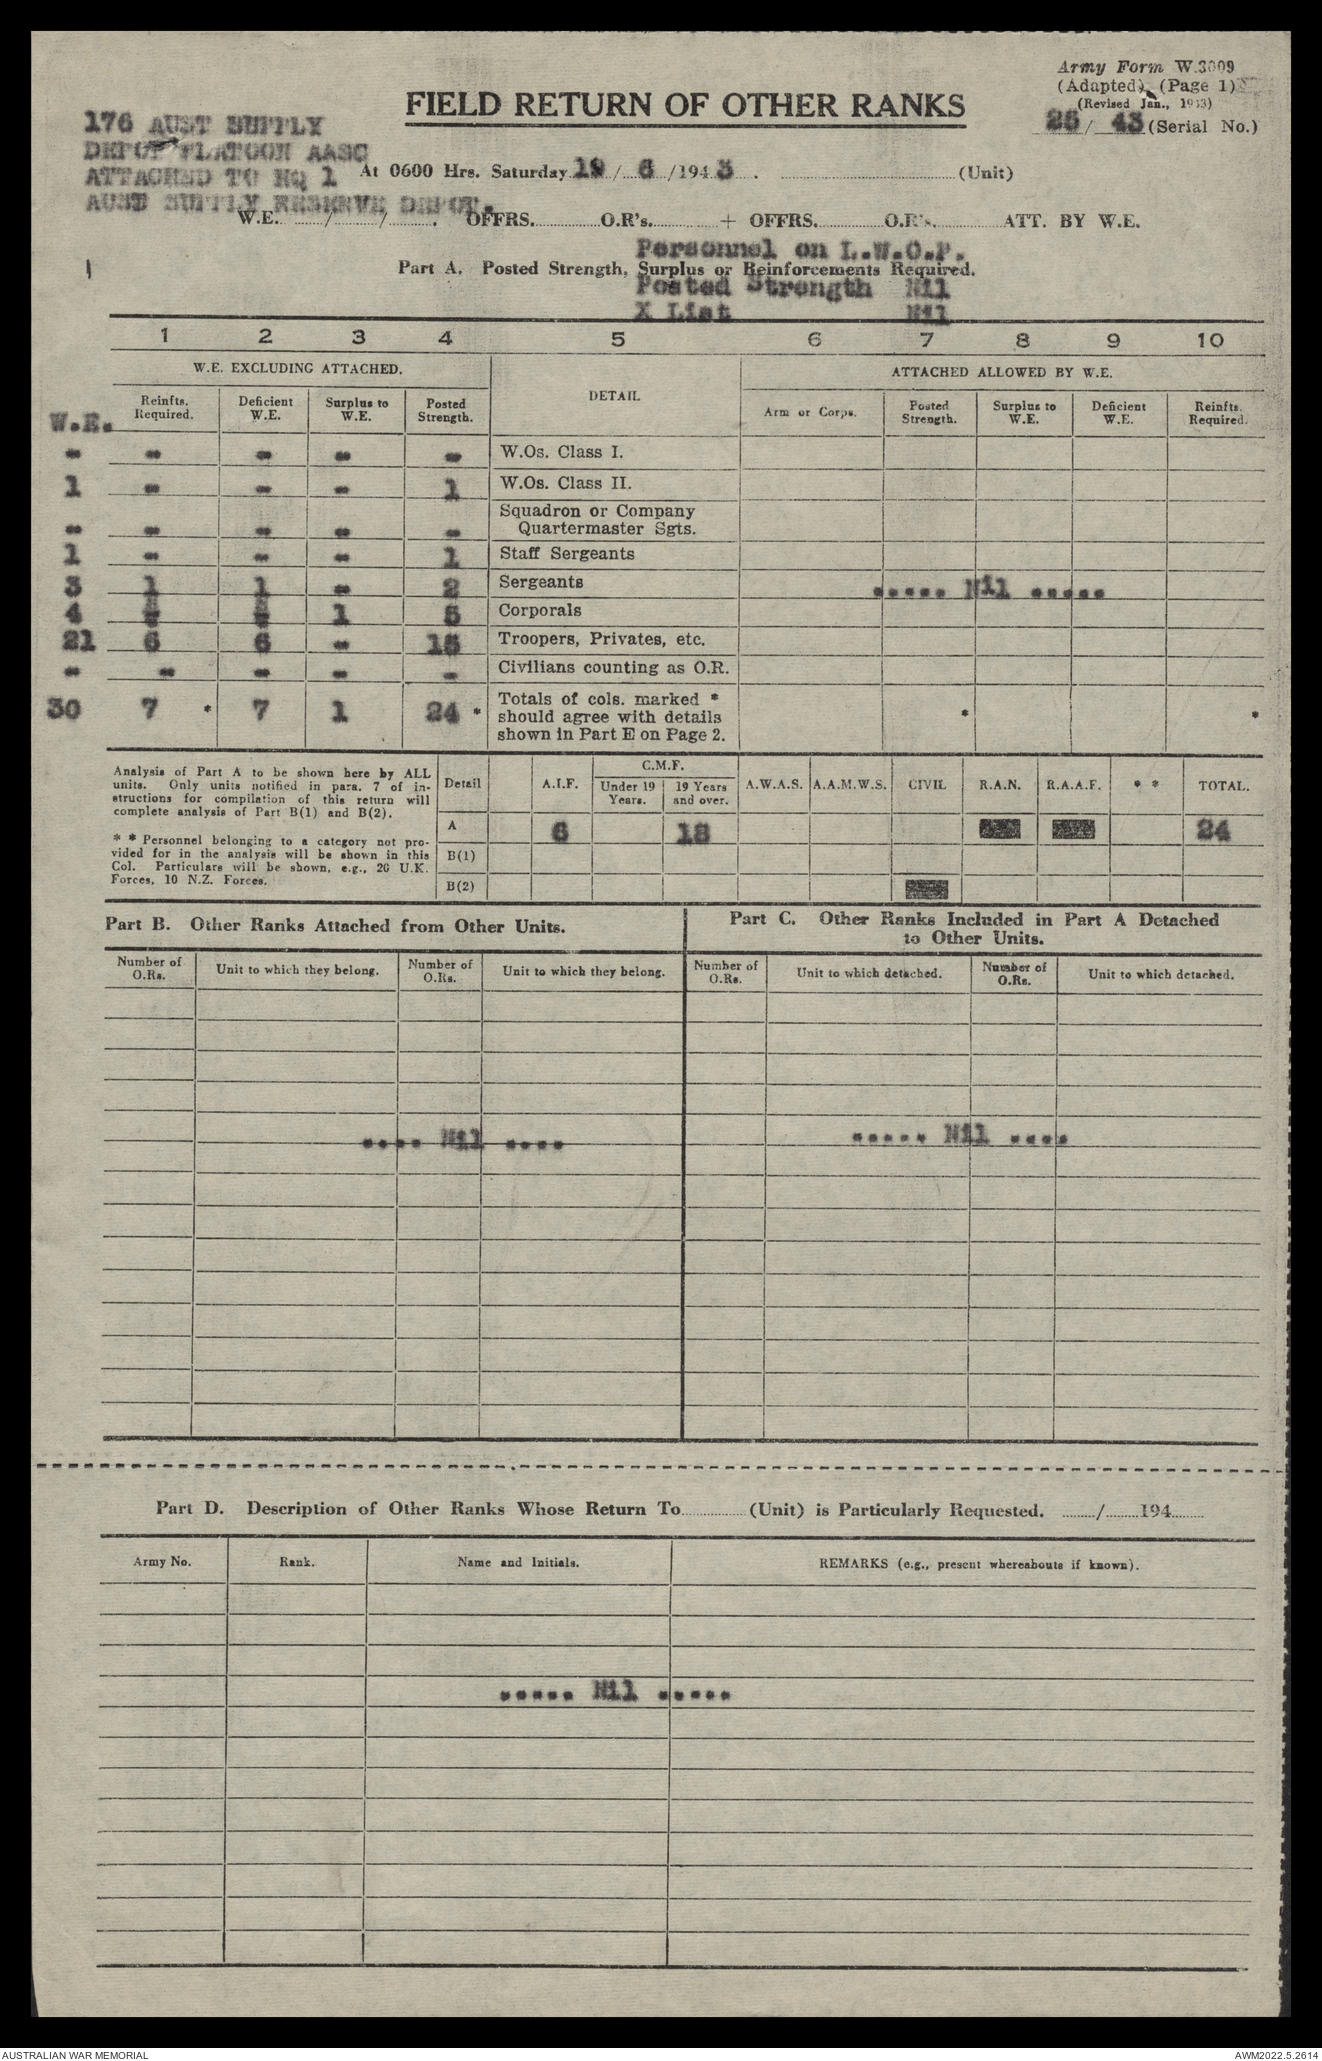 Army Form W.3009
(Adapted) (Page 1)
(Revised Jan., 1943)
25/ 43 (Serial No.)
FIELD RETURN OF OTHER RANKS
176 AUST SUPPLY
DEPOT PLATOON AASC
ATTACHED TO HQ 1
AUST SUPPLY RESERVE DEPOT.
At 0600 Hrs. Saturday 19 / 6 /1943 . (Unit)
W.E. / / . OFFRS. O.R's. + OFFRS. O.R's. ATT. BY W.E.
Personnel on L.W.O.P.
Part A. Posted Strength, Surplus or Reinforcements Required.
Posted Strength Nil
X List Nil
1 2 3 4 5 6 7 8 9 10
W.E. EXCLUDING ATTACHED. DETAIL ATTACHED ALLOWED BY W.E.
W.E. Reinfts. Required. Deficient W.E. Surplus to W.E. Posted Strength. Arm or Corps. Posted Strength. Surplus to W.E. Deficient W.E. Reinfts. Required.
- - - - - W.Os. Class I.
1 - - - 1 W.Os. Class II.
- - - - - Squadron or Company Quartermaster Sgts.
1 - - - 1 Staff Sergeants
3 1 1 - 2 Sergeants ..... Nil .....
4 - - 1 5 Corporals
21 6 6 - 15 Troopers, Privates, etc.
- - - - - Civilians counting as O.R.
30 7 * 7 1 24 * Totals of cols. marked * * *
should agree with details
shown in Part E on Page 2.
Analysis of Part A to be shown here by ALL
units. Only units notified in para. 7 of in-
structions for compilation of this return will
complete analysis of Part B(1) and B(2).
* * Personnel belonging to a category not pro-
vided for in the analysis will be shown in this
Col. Particulars will be shown, e.g., 20 U.K.
Forces, 10 N.Z. Forces.
Detail A.I.F. C.M.F. A.W.A.S. A.A.M.W.S. CIVIL R.A.N. R.A.A.F. * * TOTAL.
Under 19 Years. 19 Years and over.
A 6 18 24
B(1)
B(2)
Part B. Other Ranks Attached from Other Units.
Part C. Other Ranks Included in Part A Detached
to Other Units.
Number of O.Rs. Unit to which they belong. Number of O.Rs. Unit to which they belong. Number of O.Rs. Unit to which detached. Number of O.Rs. Unit to which detached.
.... Nil .... ..... Nil ....
Part D. Description of Other Ranks Whose Return To (Unit) is Particularly Requested. / 194
Army No. Rank. Name and Initials. REMARKS (e.g., present whereabouts if known).
..... Nil .....
AUSTRALIAN WAR MEMORIAL
AWM2022.5.2614